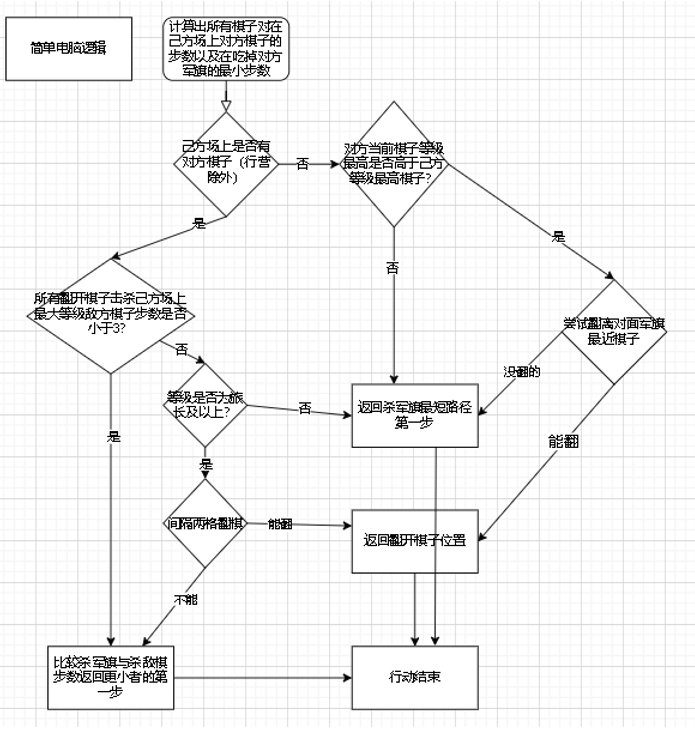 简单电脑逻辑
计算出所有棋子对在
己方场上对方棋子的
步数以及在吃掉对方
军旗的最小步数
己方场上是否有
对方棋子（行营
除外）
否
对方当前棋子等级
最高是否高于己方
等级最高棋子？
是
否
是
所有翻开棋子击杀己方场上
最大等级敌方棋子步数是否
小于3？
尝试翻离对面军旗
最近棋子
否
没翻的
等级是否为旅
长及以上？
否
返回杀军旗最短路径
第一步
是
能翻
是
间隔两格翻棋
能翻
返回翻开棋子位置
不能
比较杀军旗与杀敌棋
步数返回更小者的第
一步
行动结束